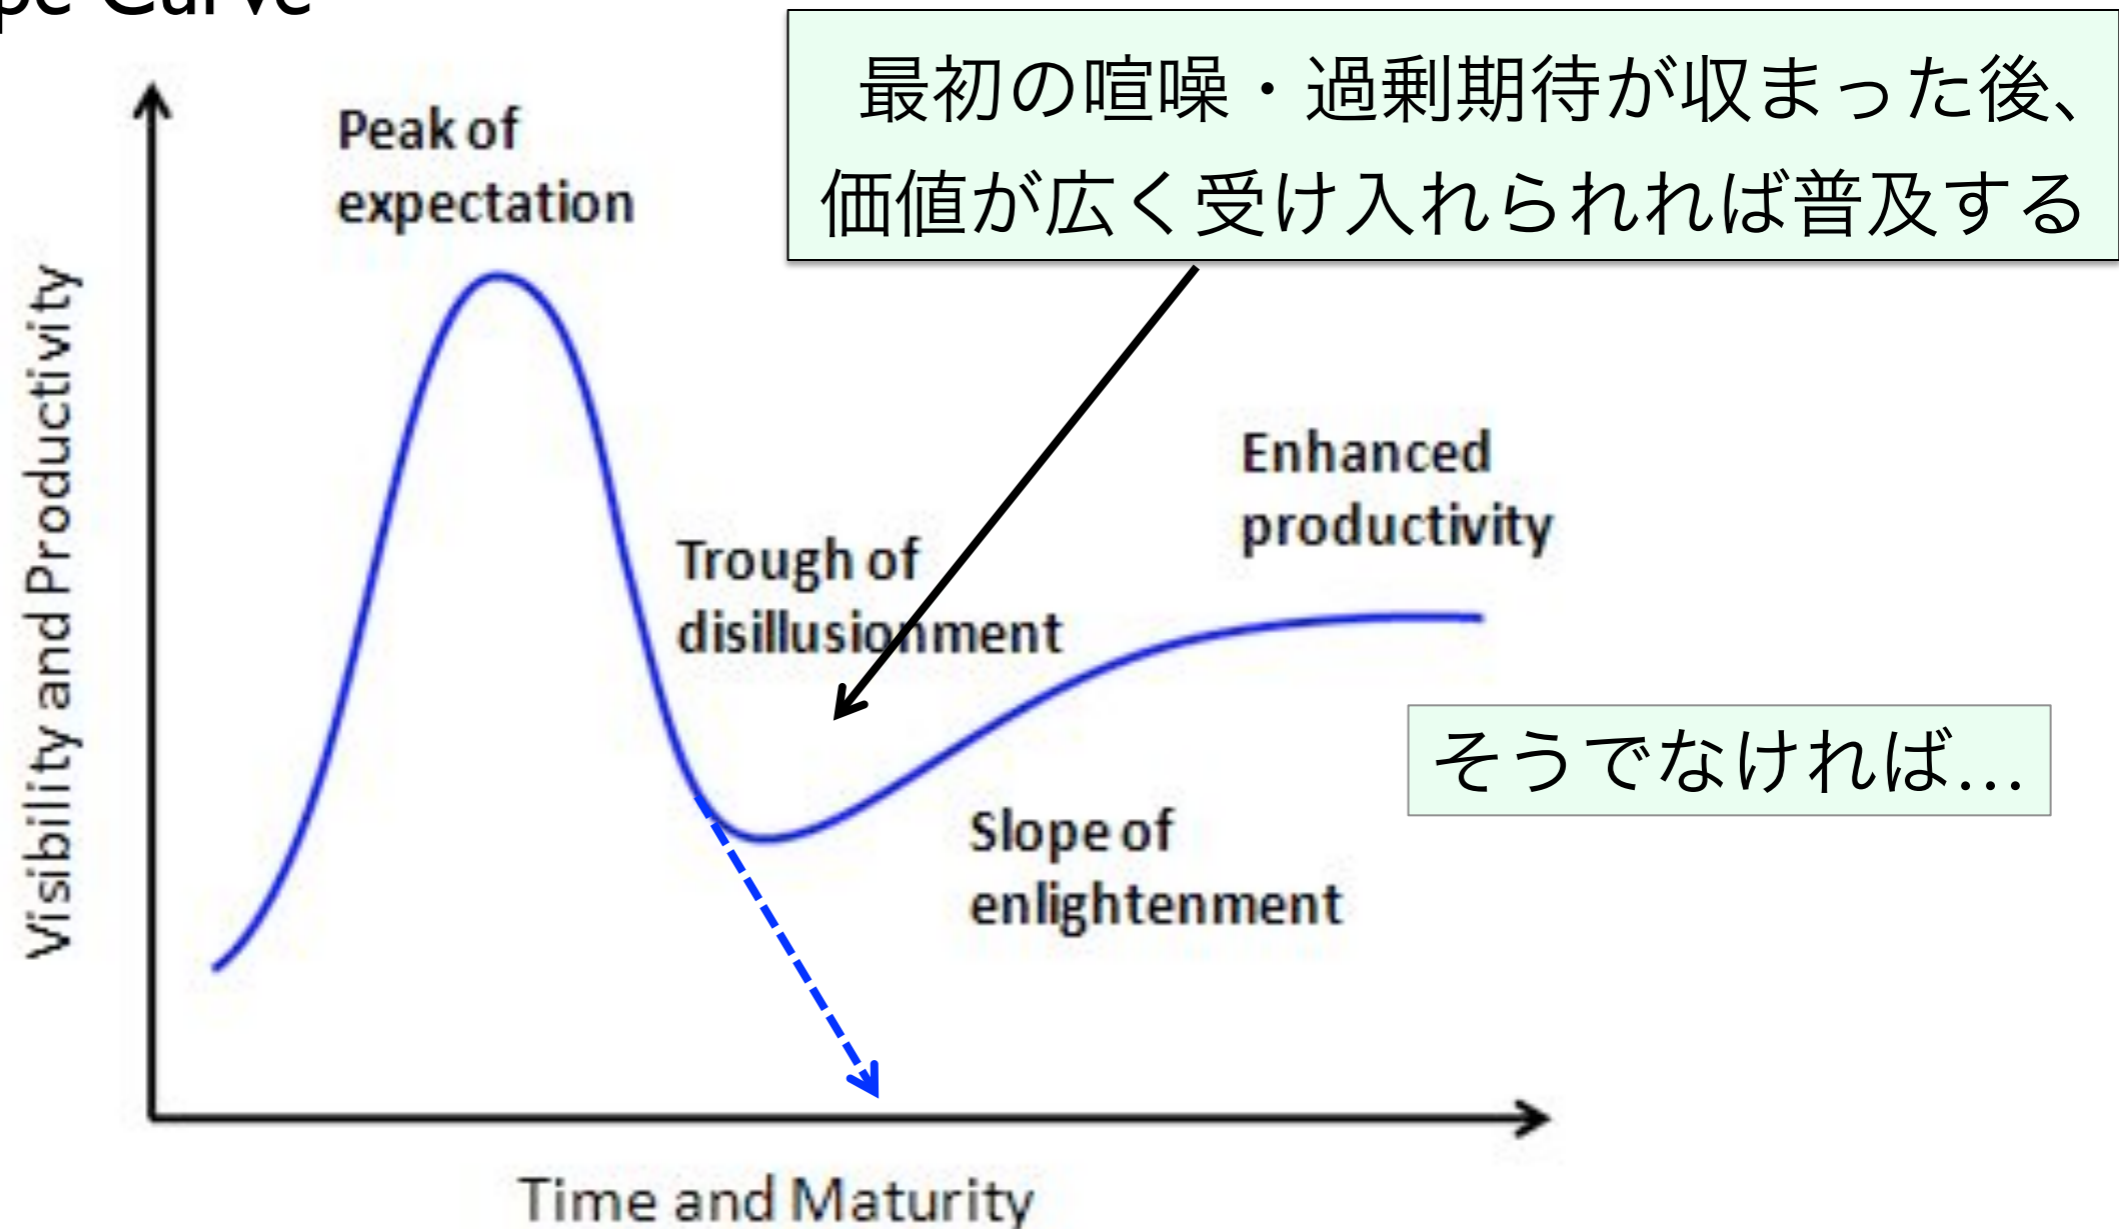 pe Curve
最初の喧噪・過剰期待が収まった後、
価値が広く受け入れられれば普及する
Peak of
expectation
Visibility and Productivity
Trough of
disillusionment
Enhanced
productivity
そうでなければ…
Slope of
enlightenment
Time and Maturity